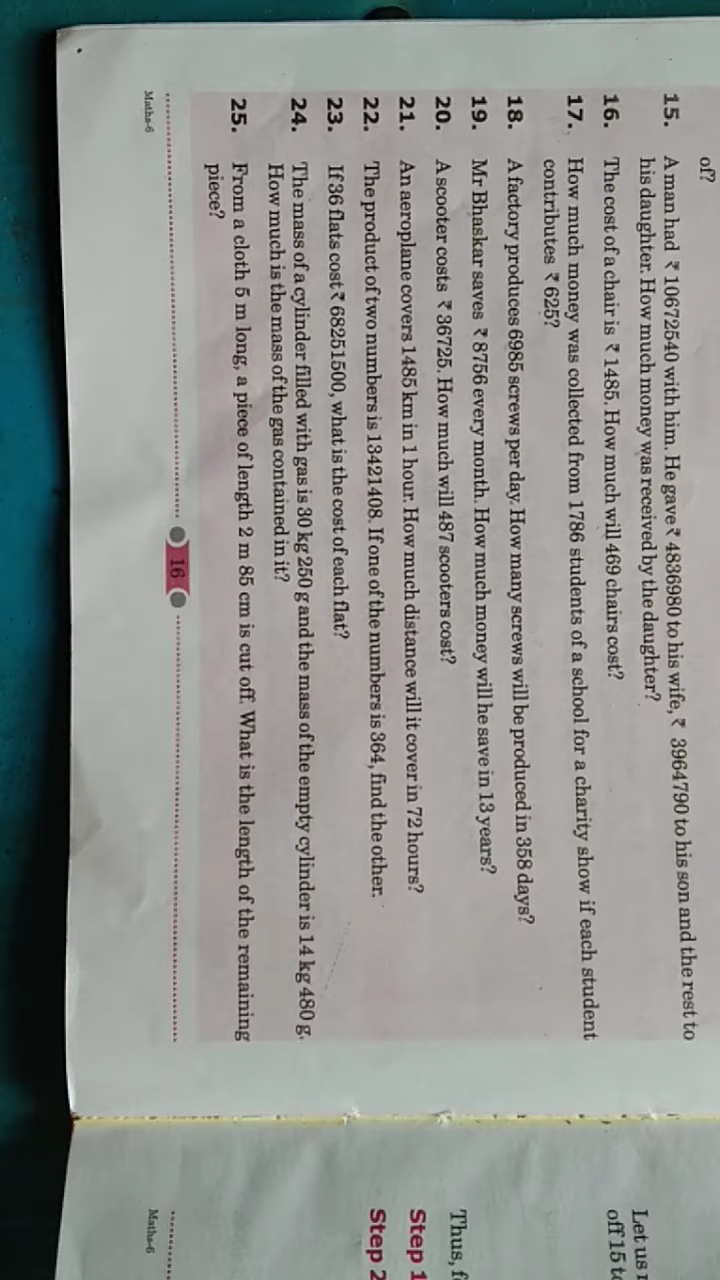 of?
15. A man had ₹ 10672540 with him. He gave ₹ 4836980 to his wife, ₹ 3964790 to his son and the rest to
his daughter. How much money was received by the daughter?
16. The cost of a chair is ₹ 1485. How much will 469 chairs cost?
17. How much money was collected from 1786 students of a school for a charity show if each student
contributes ₹ 625?
18. A factory produces 6985 screws per day. How many screws will be produced in 358 days?
19. Mr Bhaskar saves ₹ 8756 every month. How much money will he save in 13 years?
20. A scooter costs ₹ 36725. How much will 487 scooters cost?
21. An aeroplane covers 1485 km in 1 hour. How much distance will it cover in 72 hours?
22. The product of two numbers is 13421408. If one of the numbers is 364, find the other.
23. If 36 flats cost ₹ 68251500, what is the cost of each flat?
24. The mass of a cylinder filled with gas is 30 kg 250 g and the mass of the empty cylinder is 14 kg 480 g.
How much is the mass of the gas contained in it?
25. From a cloth 5 m long, a piece of length 2 m 85 cm is cut off. What is the length of the remaining
piece?
16
Maths-6
Let us
off 15
Thus,
Step 1
Step 2
Maths-6